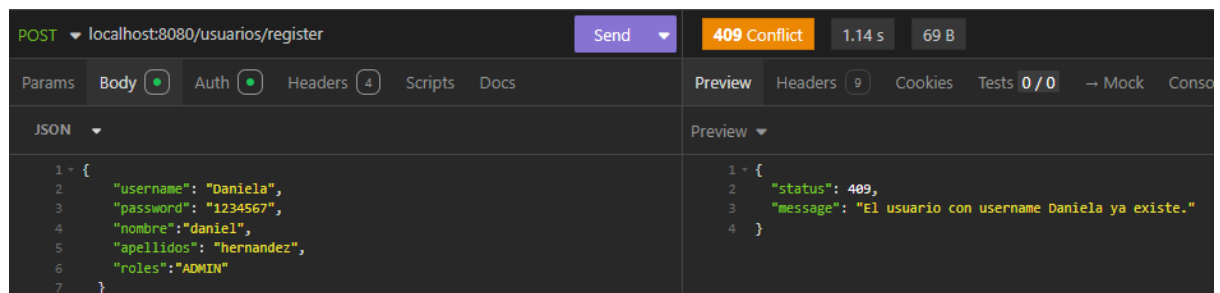 POST localhost:8080/usuarios/register Send 409 Conflict 1.14 s 69 B
Params Body Auth Headers 4 Scripts Docs Preview Headers 9 Cookies Tests 0 / 0 → Mock Conso
JSON Preview
1 {
2 "username": "Daniela",
3 "password": "1234567",
4 "nombre":"daniel",
5 "apellidos": "hernandez",
6 "roles":"ADMIN"
7 }
1 {
2 "status": 409,
3 "message": "El usuario con username Daniela ya existe."
4 }